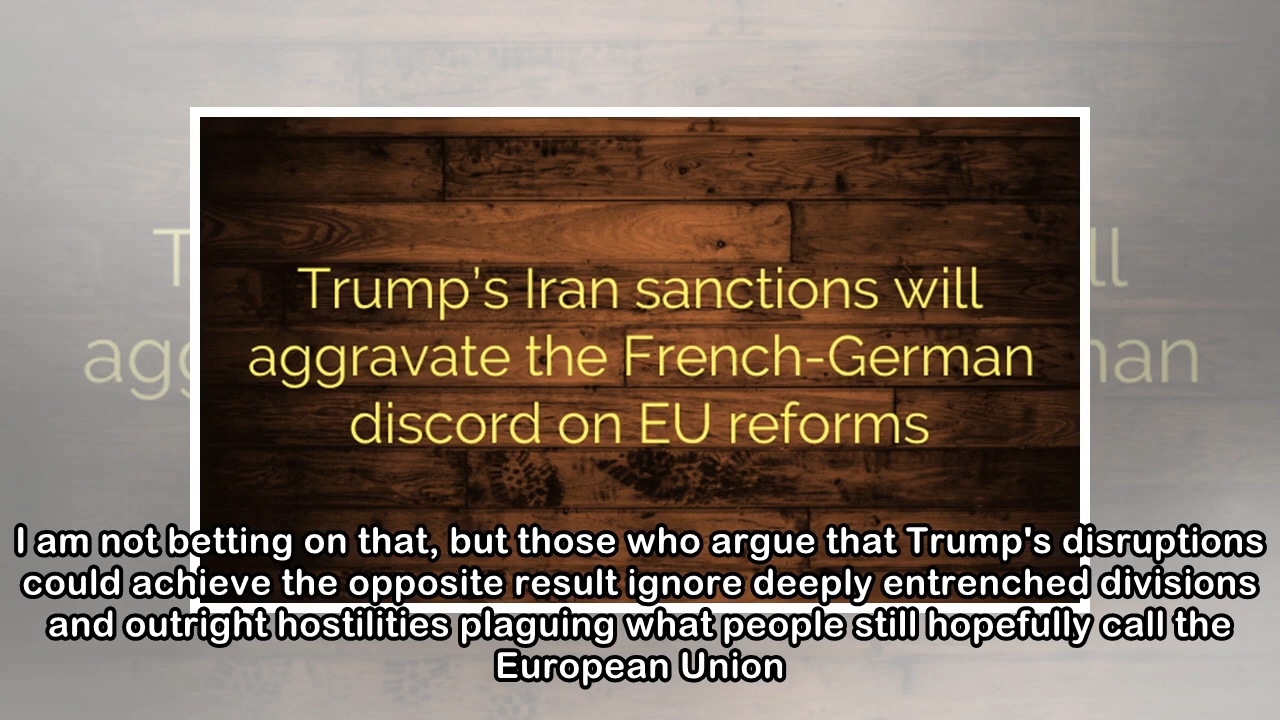 Trump’s Iran sanctions will
aggravate the French-German
discord on EU reforms
I am not betting on that, but those who argue that Trump's disruptions
could achieve the opposite result ignore deeply entrenched divisions
and outright hostilities plaguing what people still hopefully call the
European Union